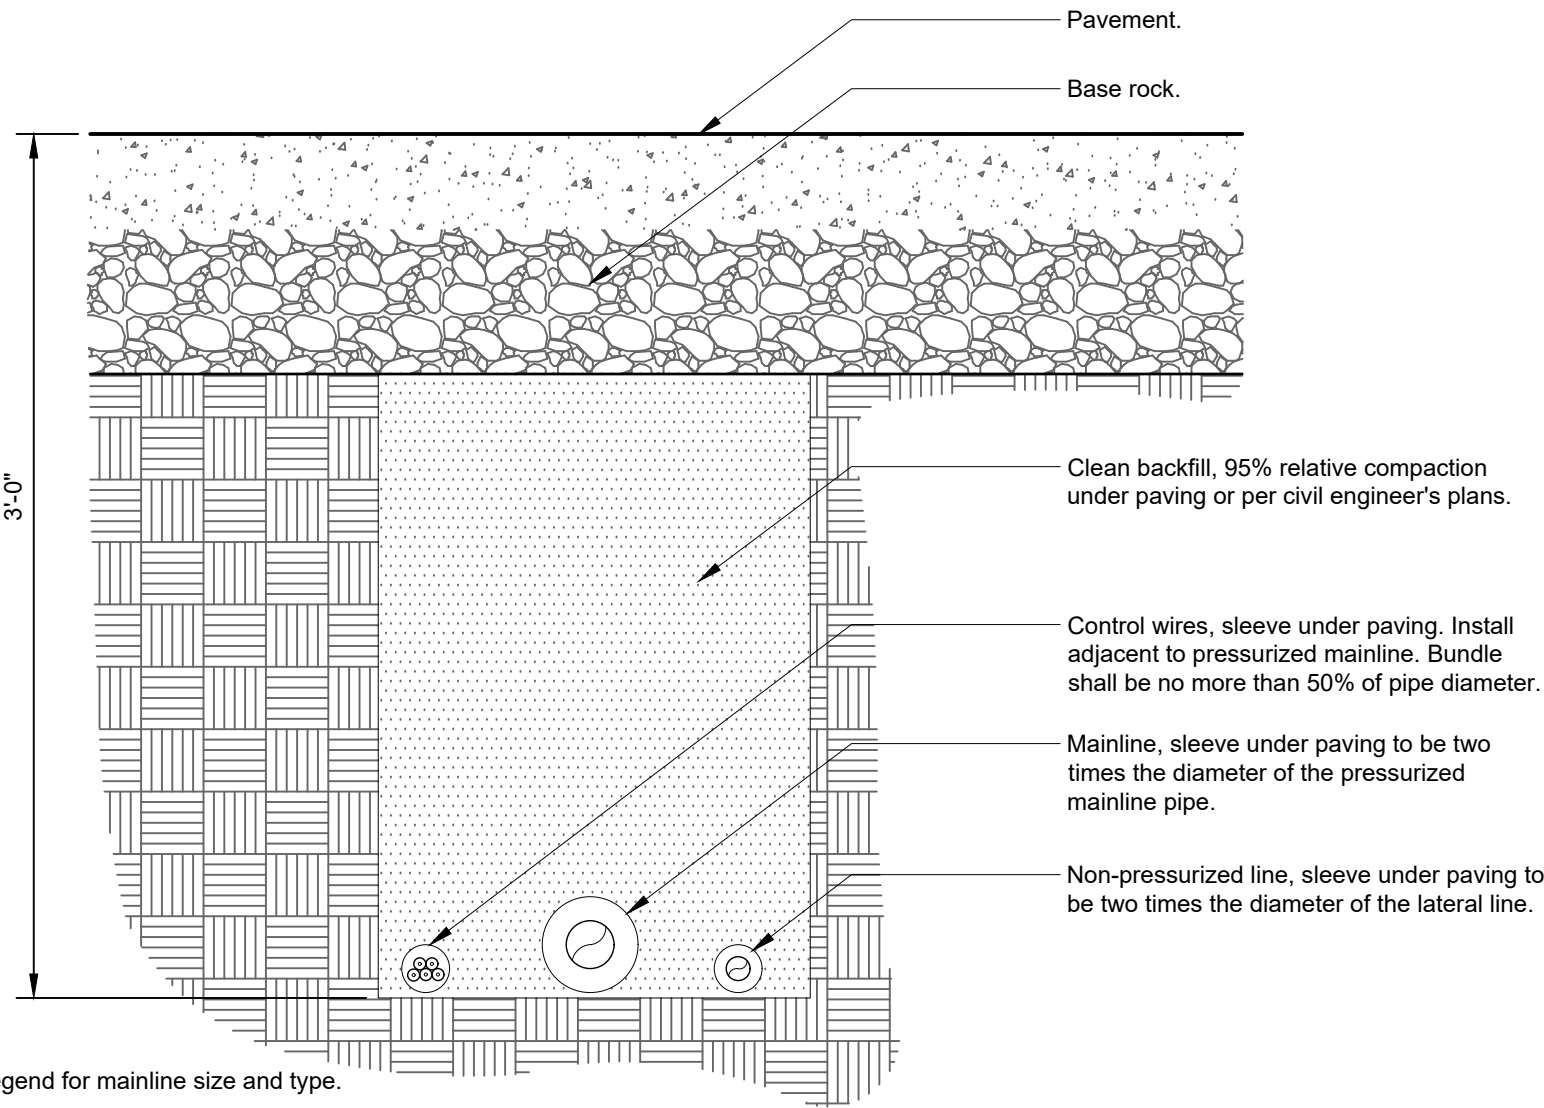 Pavement.
Base rock.
3'-0"
Clean backfill, 95% relative compaction
under paving or per civil engineer's plans.
Control wires, sleeve under paving. Install
adjacent to pressurized mainline. Bundle
shall be no more than 50% of pipe diameter.
Mainline, sleeve under paving to be two
times the diameter of the pressurized
mainline pipe.
Non-pressurized line, sleeve under paving to
be two times the diameter of the lateral line.
for mainline size and type.